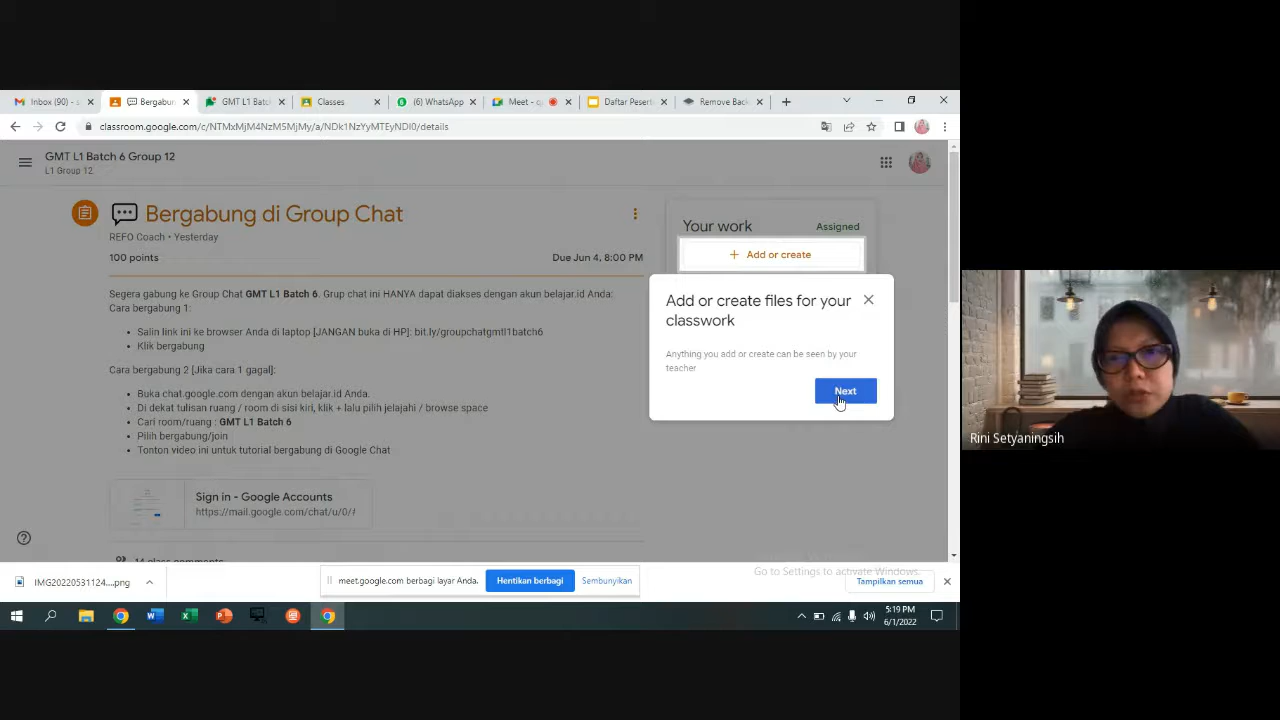 Inbox (90) - s
Bergabun
GMT L1 Batc
Classes
(6) WhatsApp
Meet -
Daftar Pesert
Remove Back
classroom.google.com/c/NTMxMjM4NzM5MjMy/a/NDk1NzYyMTEyNDI0/details
GMT L1 Batch 6 Group 12
L1 Group 12
Bergabung di Group Chat
REFO Coach • Yesterday
100 points
Due Jun 4, 8:00 PM
Segera gabung ke Group Chat GMT L1 Batch 6. Grup chat ini HANYA dapat diakses dengan akun belajar.id Anda:
Cara bergabung 1:
• Salin link ini ke browser Anda di laptop [JANGAN buka di HP]: bit.ly/groupchatgmtl1batch6
• Klik bergabung
Cara bergabung 2 [Jika cara 1 gagal]:
• Buka chat.google.com dengan akun belajar.id Anda.
• Di dekat tulisan ruang / room di sisi kiri, klik + lalu pilih jelajahi / browse space
• Cari room/ruang : GMT L1 Batch 6
• Pilih bergabung/join
• Tonton video ini untuk tutorial bergabung di Google Chat
Sign in - Google Accounts
https://mail.google.com/chat/u/0/#
14 class comments
Your work
Assigned
+ Add or create
Add or create files for your
classwork
Anything you add or create can be seen by your
teacher
Next
Rini Setyaningsih
Go to Settings to activate Windows.
IMG20220531124....png
meet.google.com berbagi layar Anda.
Hentikan berbagi
Sembunyikan
Tampilkan semua
5:19 PM
6/1/2022